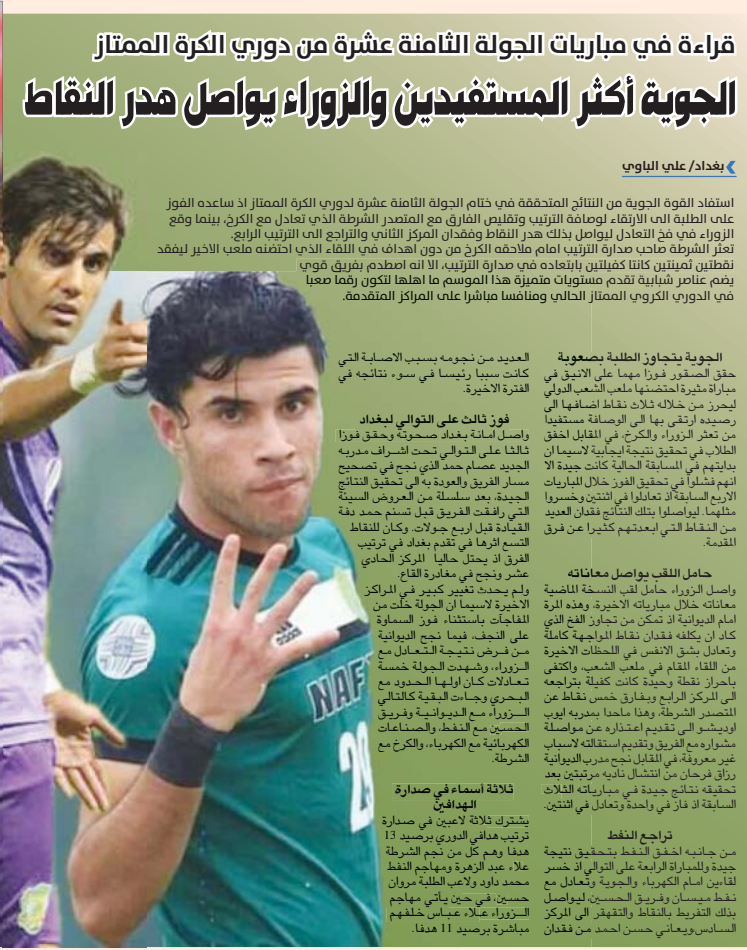 قراءة في مباريات الجولة الثامنة عشرة من دوري الكرة الممتاز
الجوية أكثر المستفيدين والزوراء يواصل هدر النقاط
بغداد/ علي الباوي
استفاد القوة الجوية من النتائج المتحققة في ختام الجولة الثامنة عشرة لدوري الكرة الممتاز اذ ساعده الفوز
على الطلبة الى الارتقاء لوصافة الترتيب وتقليص الفارق مع المتصدر الشرطة الذي تعادل مع الكرخ، بينما وقع
الزوراء في فخ التعادل ليواصل بذلك هدر النقاط وفقدان المركز الثاني والتراجع الى الترتيب الرابع.
تعثر الشرطة صاحب صدارة الترتيب امام ملاحقه الكرخ من دون اهداف في اللقاء الذي احتضنه ملعب الاخير ليفقد
نقطتين ثمينتين كانتا كفيلتين بابتعاده في صدارة الترتيب، الا انه اصطدم بفريق قوي
يضم عناصر شبابية تقدم مستويات متميزة هذا الموسم ما اهلها لتكون رقما صعبا
في الدوري الكروي الممتاز الحالي ومنافسا مباشرا على المراكز المتقدمة.
الجوية يتجاوز الطلبة بصعوبة
حقق الصقور فوزا مهما على الانيق في
مباراة مثيرة احتضنها ملعب الشعب الدولي
ليحرز من خلاله ثلاث نقاط اضافها الى
رصيده ارتقى بها الى الوصافة مستفيدا
من تعثر الزوراء والكرخ، في المقابل اخفق
الطلاب في تحقيق نتيجة ايجابية لاسيما ان
بدايتهم في المسابقة الحالية كانت جيدة الا
انهم فشلوا في تحقيق الفوز خلال المباريات
الاربع السابقة اذ تعادلوا في اثنتين وخسروا
مثلهما، ليواصلوا بتلك النتائج فقدان العديد
من النقاط التي ابعدتهم كثيرا عن فرق
المقدمة.
حامل اللقب يواصل معاناته
واصل الزوراء حامل لقب النسخة الماضية
معاناته خلال مبارياته الاخيرة، وهذه المرة
امام الديوانية اذ تمكن من تجاوز الفخ الذي
كاد ان يكلفه فقدان نقاط المواجهة كاملة
وتعادل بشق الانفس في اللحظات الاخيرة
من اللقاء المقام في ملعب الشعب، واكتفى
باحراز نقطة وحيدة كانت كفيلة بتراجعه
الى المركز الرابع وبفارق خمس نقاط عن
المتصدر الشرطة، وهذا ماحدا بمدربه ايوب
اوديشو الى تقديم اعتذاره عن مواصلة
مشواره مع الفريق وتقديم استقالته لاسباب
غير معروفة، في المقابل نجح مدرب الديوانية
رزاق فرحان من انتشال ناديه مرتبتين بعد
تحقيقه نتائج جيدة في مبارياته الثلاث
السابقة اذ فاز في واحدة وتعادل في اثنتين.
تراجع النفط
من جانبه اخفق النفط بتحقيق نتيجة
جيدة وللمباراة الرابعة على التوالي اذ خسر
لقاءين امام الكهرباء والجوية وتعادل مع
نفط ميسان وفريق الحسين، ليواصل
بذلك التفريط بالنقاط والتقهقر الى المركز
السادس ويعاني حسن احمد من فقدان
العديد من نجومه بسبب الاصابة التي
كانت سببا رئيسا في سوء نتائجه في
الفترة الاخيرة.
فوز ثالث على التوالي لبغداد
واصل امانة بغداد صحوته وحقق فوزا
ثالثا على التوالي تحت اشراف مدربه
الجديد عصام حمد الذي نجح في تصحيح
مسار الفريق والعودة به الى تحقيق النتائج
الجيدة، بعد سلسلة من العروض السيئة
التي رافقت الفريق قبل تسنم حمد دفة
القيادة قبل اربع جولات. وكان للنقاط
التسع اثرها في تقدم بغداد في ترتيب
الفرق اذ يحتل حاليا المركز الحادي
عشر ونجح في مغادرة القاع.
ولم يحدث تغيير كبير في المراكز
الاخيرة لاسيما ان الجولة خلت من
المفاجآت باستثناء فوز السماوة
على النجف، فيما نجح الديوانية
من فرض نتيجة التعادل مع
الزوراء، وشهدت الجولة خمسة
تعادلات كان اولها الحدود مع
البحري وجاءت البقية كالتالي
الزوراء مع الديوانية وفريق
الحسين مع النفط، والصناعات
الكهربائية مع الكهرباء، والكرخ مع
الشرطة.
ثلاثة أسماء في صدارة
الهدافين
يشترك ثلاثة لاعبين في صدارة
ترتيب هدافي الدوري برصيد 13
هدفا وهم كل من نجم الشرطة
علاء عبد الزهرة ومهاجم النفط
محمد داود ولاعب الطلبة مروان
حسين، في حين يأتي مهاجم
الزوراء علاء عباس خلفهم
مباشرة برصيد 11 هدفا.
NAFT